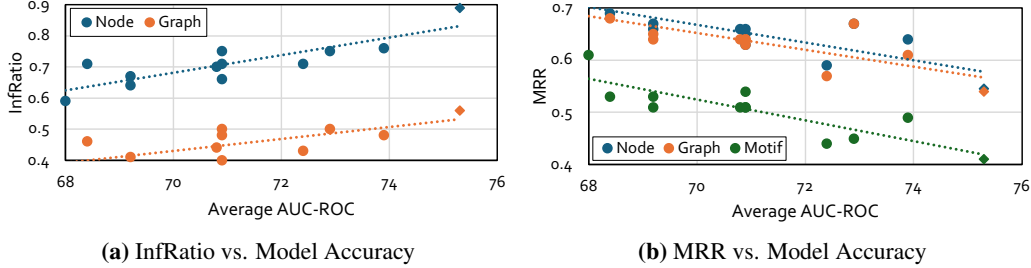 0.9
0.8
0.7
0.6
0.5
0.4
InfRatio
Node Graph
68 70 72 74 76
Average AUC-ROC
(a) InfRatio vs. Model Accuracy
0.7
0.6
0.5
0.4
MRR
Node Graph Motif
68 70 72 74 76
Average AUC-ROC
(b) MRR vs. Model Accuracy